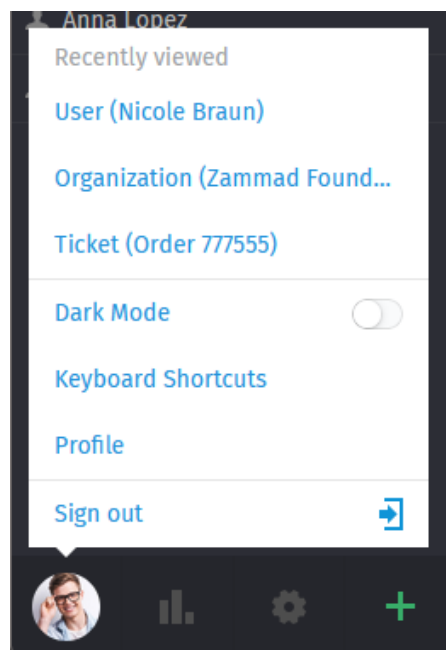 Anna Lopez
Recently viewed
User (Nicole Braun)
Organization (Zammad Found...
Ticket (Order 777555)
Dark Mode
Keyboard Shortcuts
Profile
Sign out